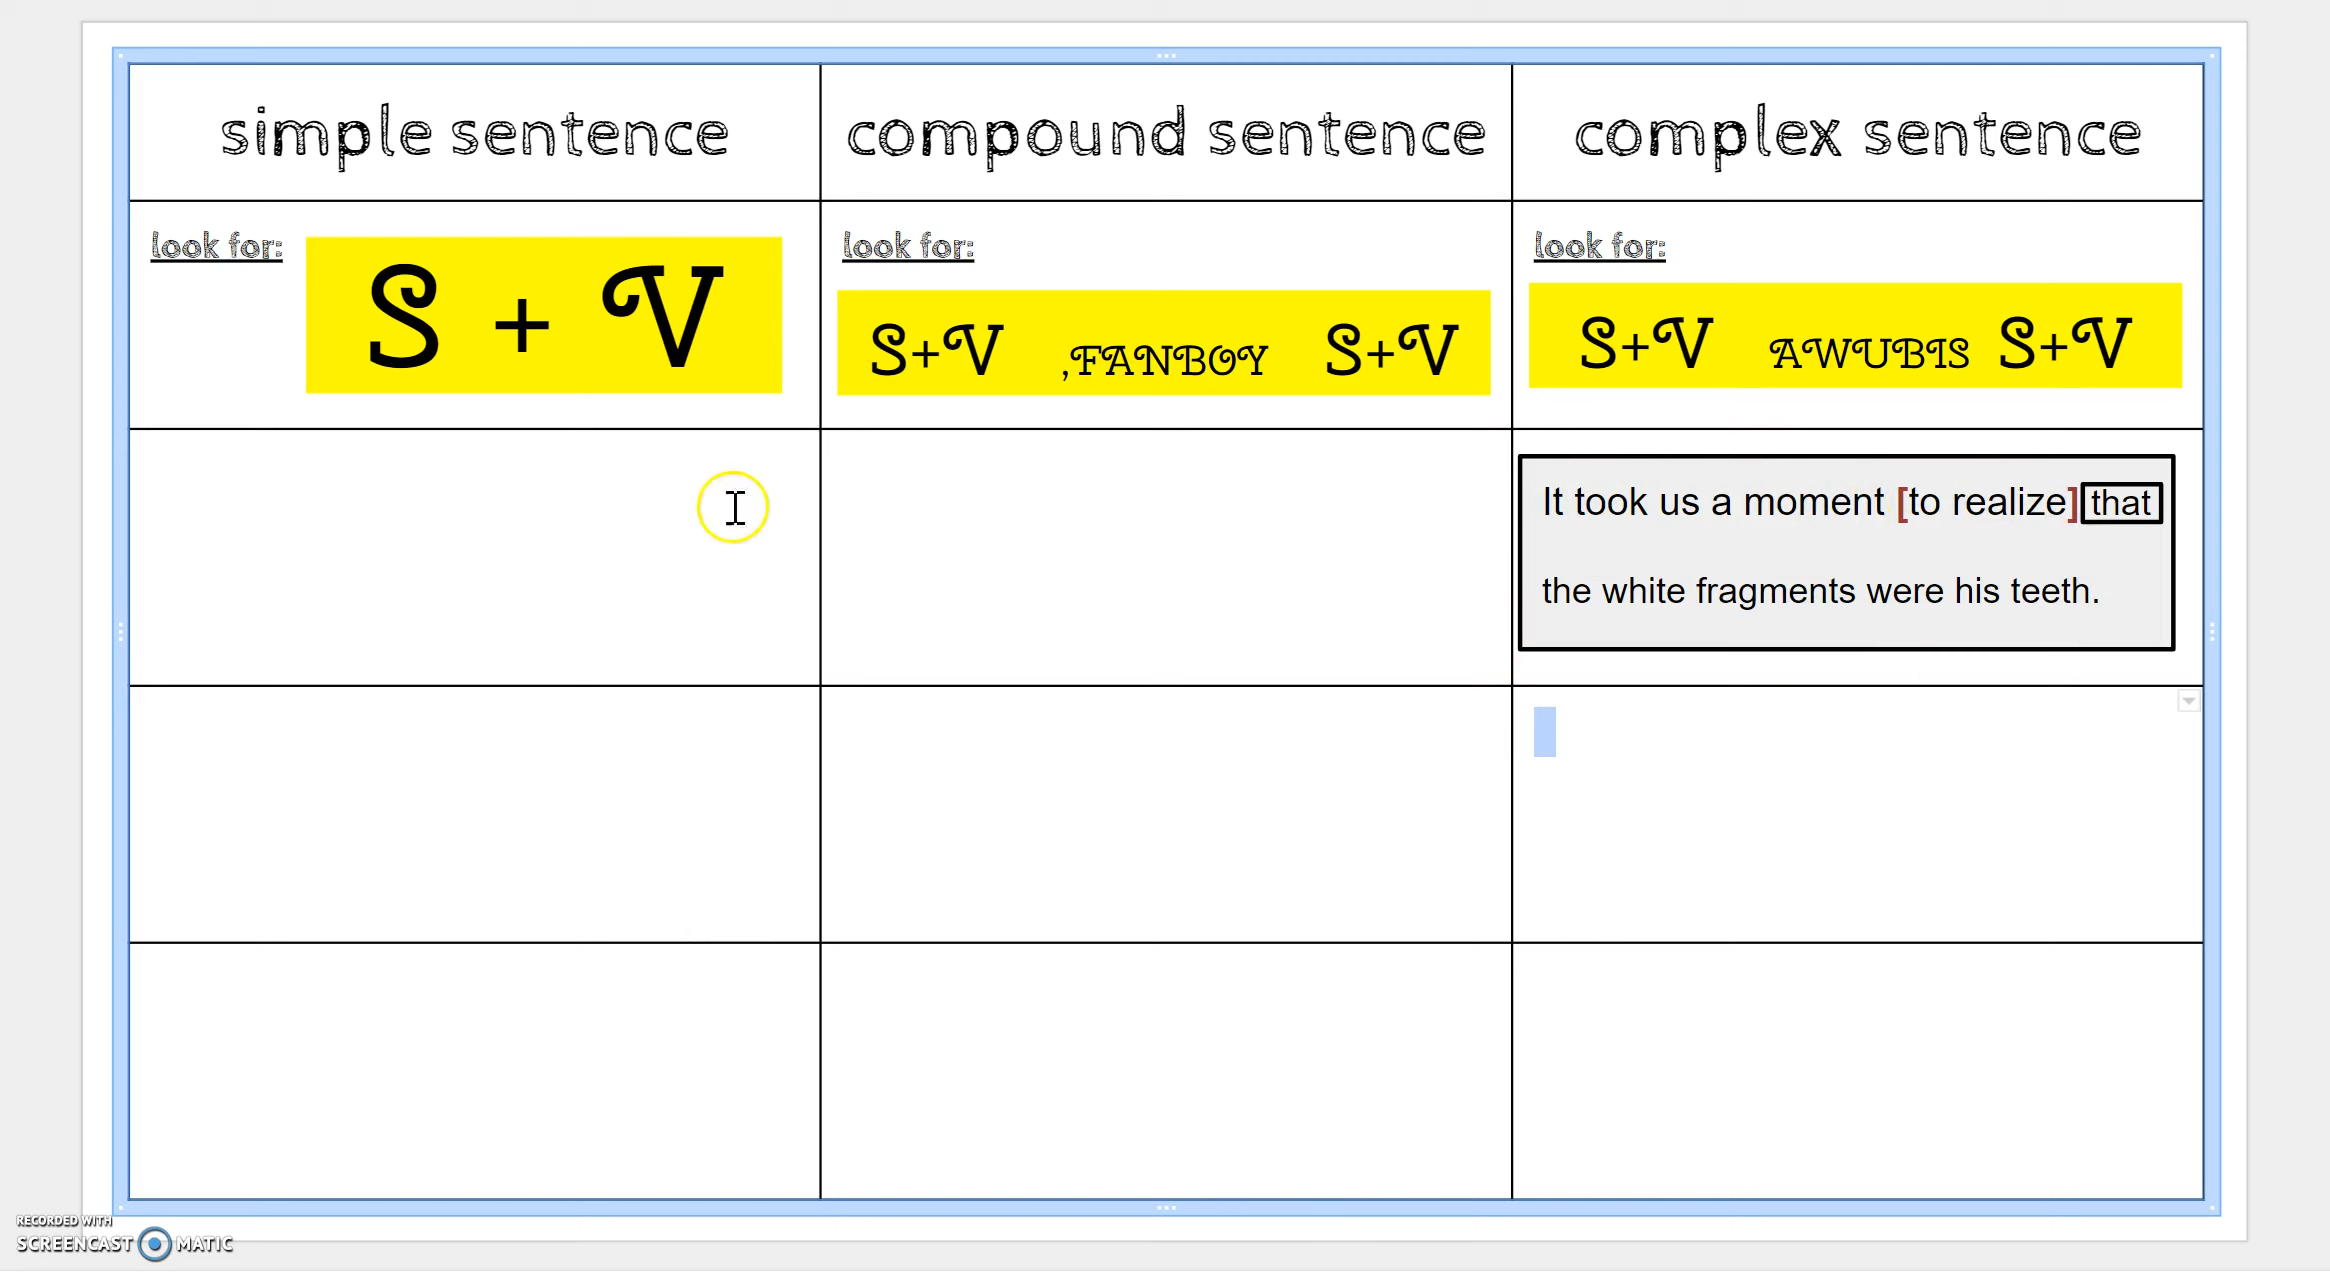 simple sentence
compound sentence
complex sentence
look for:
S + V
look for:
S+V ,FANBOY S+V
look for:
S+V AWUBIS S+V
It took us a moment [to realize] that
the white fragments were his teeth.
RECORDED WITH
SCREENCAST MATIC